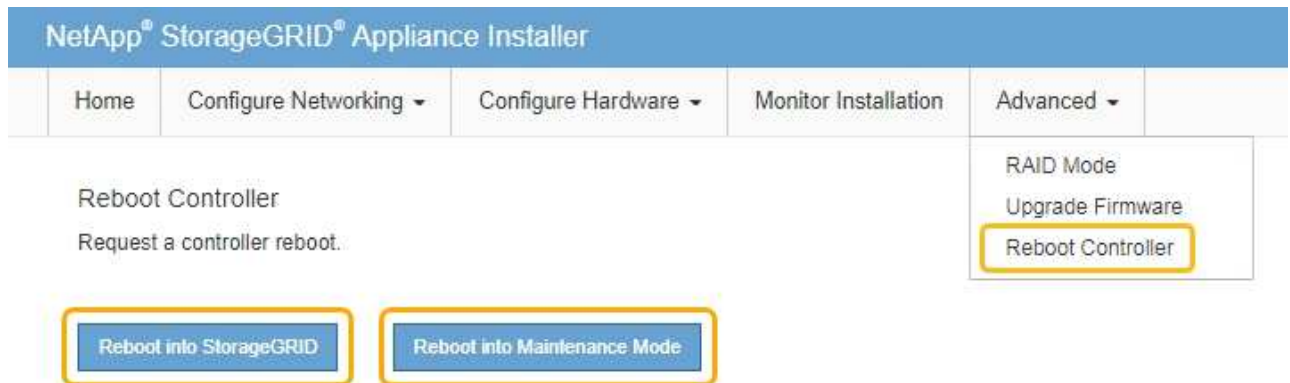 NetApp® StorageGRID® Appliance Installer
Home Configure Networking Configure Hardware Monitor Installation Advanced
RAID Mode
Upgrade Firmware
Reboot Controller
Reboot Controller
Request a controller reboot.
Reboot into StorageGRID Reboot into Maintenance Mode